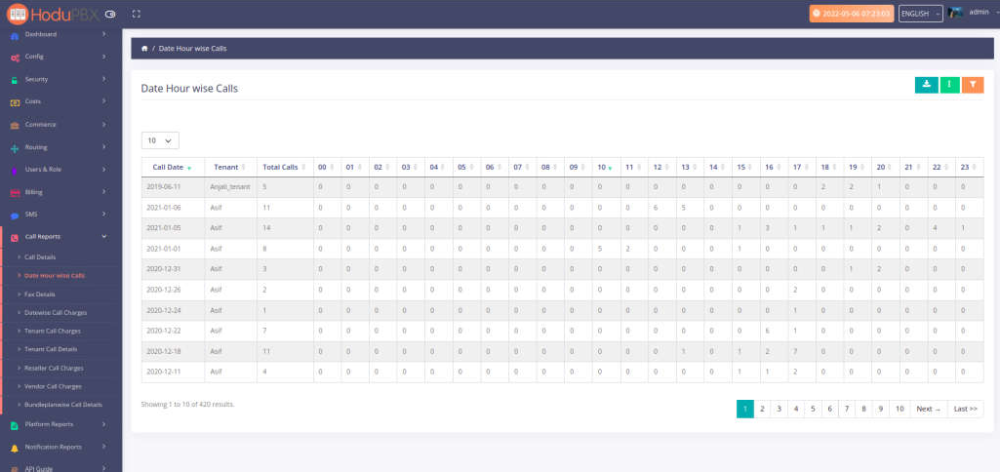 HoduPBX
2022-05-06 07:23:03
ENGLISH
admin
Dashboard
Config
Security
Costs
Commerce
Routing
Users & Role
Billing
SMS
Call Reports
Call Details
Date Hour wise Calls
Fax Details
Datewise Call Charges
Tenant Call Charges
Tenant Call Details
Reseller Call Charges
Vendor Call Charges
Bundleplanwise Call Details
Platform Reports
Notification Reports
API Guide
/ Date Hour wise Calls
Date Hour wise Calls
10
Call Date Tenant Total Calls 00 01 02 03 04 05 06 07 08 09 10 11 12 13 14 15 16 17 18 19 20 21 22 23
2019-06-11 Anjali_tenant 5 0 0 0 0 0 0 0 0 0 0 0 0 0 0 0 0 0 0 2 2 1 0 0 0
2021-01-06 Asif 11 0 0 0 0 0 0 0 0 0 0 0 0 6 5 0 0 0 0 0 0 0 0 0 0
2021-01-05 Asif 14 0 0 0 0 0 0 0 0 0 0 0 0 0 0 0 1 3 1 1 1 2 0 4 1
2021-01-01 Asif 8 0 0 0 0 0 0 0 0 0 0 5 2 0 0 0 1 0 0 0 0 0 0 0 0
2020-12-31 Asif 3 0 0 0 0 0 0 0 0 0 0 0 0 0 0 0 0 0 0 0 1 2 0 0 0
2020-12-26 Asif 2 0 0 0 0 0 0 0 0 0 0 0 0 0 0 0 0 0 2 0 0 0 0 0 0
2020-12-24 Asif 1 0 0 0 0 0 0 0 0 0 0 0 0 0 0 0 0 0 1 0 0 0 0 0 0
2020-12-22 Asif 7 0 0 0 0 0 0 0 0 0 0 0 0 0 0 0 0 6 1 0 0 0 0 0 0
2020-12-18 Asif 11 0 0 0 0 0 0 0 0 0 0 0 0 0 1 0 1 2 7 0 0 0 0 0 0
2020-12-11 Asif 4 0 0 0 0 0 0 0 0 0 0 0 0 0 0 0 1 1 2 0 0 0 0 0 0
Showing 1 to 10 of 420 results.
1 2 3 4 5 6 7 8 9 10 Next → Last >>